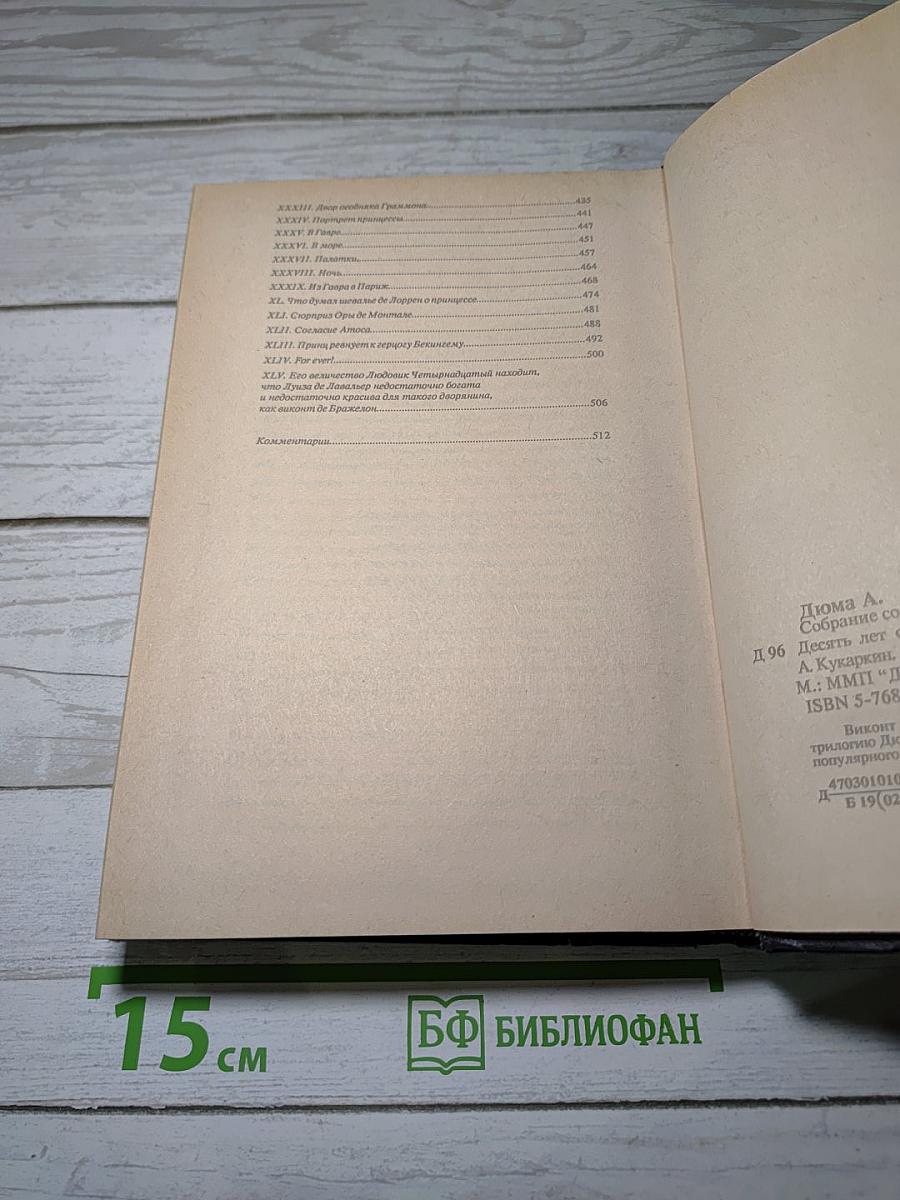 XXXIII. Двор особняка Граммона...435
XXXIV. Портрет принцессы...441
XXXV. В Гавре...447
XXXVI. В море...451
XXXVII. Палатки...457
XXXVIII. Ночь...464
XXXIX. Из Гавра в Париж...468
XL. Что думал шевалье де Лоррен о принцессе...474
XLI. Сюрприз Оры де Монтале...481
XLII. Согласие Атоса...488
XLIII. Принц ревнует к герцогу Бекингему...492
XLIV. For ever!...500
XLV. Его величество Людовик Четырнадцатый находит,
что Луиза де Лавальер недостаточно богата
и недостаточно красива для такого дворянина,
как виконт де Бражелон...506
Комментарии...512
Дюма А.
Собрание со
Д 96 Десять лет
А. Кукаркин.
М.: ММП "Д
ISBN 5-768
Виконт
трилогию Дю
популярного
Д 470301010
Б 19(02
15 см
БФ БИБЛИОФАН